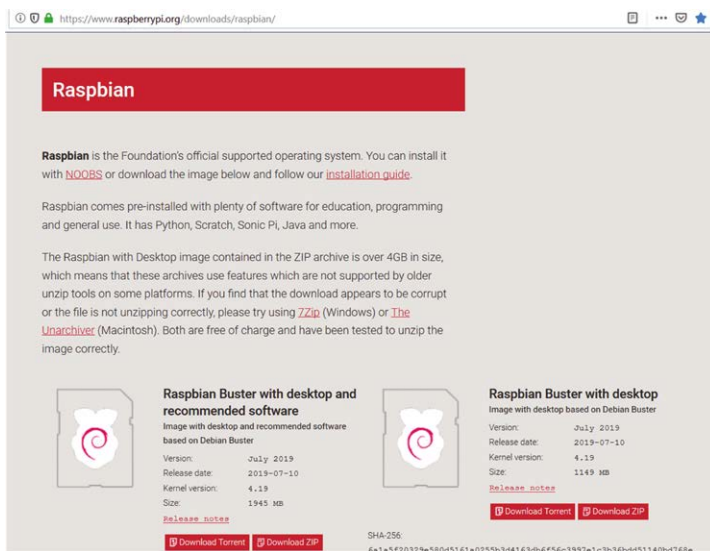 https://www.raspberrypi.org/downloads/raspbian/
Raspbian
Raspbian is the Foundation's official supported operating system. You can install it
with NOOBS or download the image below and follow our installation guide.
Raspbian comes pre-installed with plenty of software for education, programming
and general use. It has Python, Scratch, Sonic Pi, Java and more.
The Raspbian with Desktop image contained in the ZIP archive is over 4GB in size,
which means that these archives use features which are not supported by older
unzip tools on some platforms. If you find that the download appears to be corrupt
or the file is not unzipping correctly, please try using 7Zip (Windows) or The
Unarchiver (Macintosh). Both are free of charge and have been tested to unzip the
image correctly.
Raspbian Buster with desktop and
recommended software
Image with desktop and recommended software
based on Debian Buster
Version: July 2019
Release date: 2019-07-10
Kernel version: 4.19
Size: 1945 MB
Release notes
Download Torrent Download ZIP
Raspbian Buster with desktop
Image with desktop based on Debian Buster
Version: July 2019
Release date: 2019-07-10
Kernel version: 4.19
Size: 1149 MB
Release notes
Download Torrent Download ZIP
SHA-256: